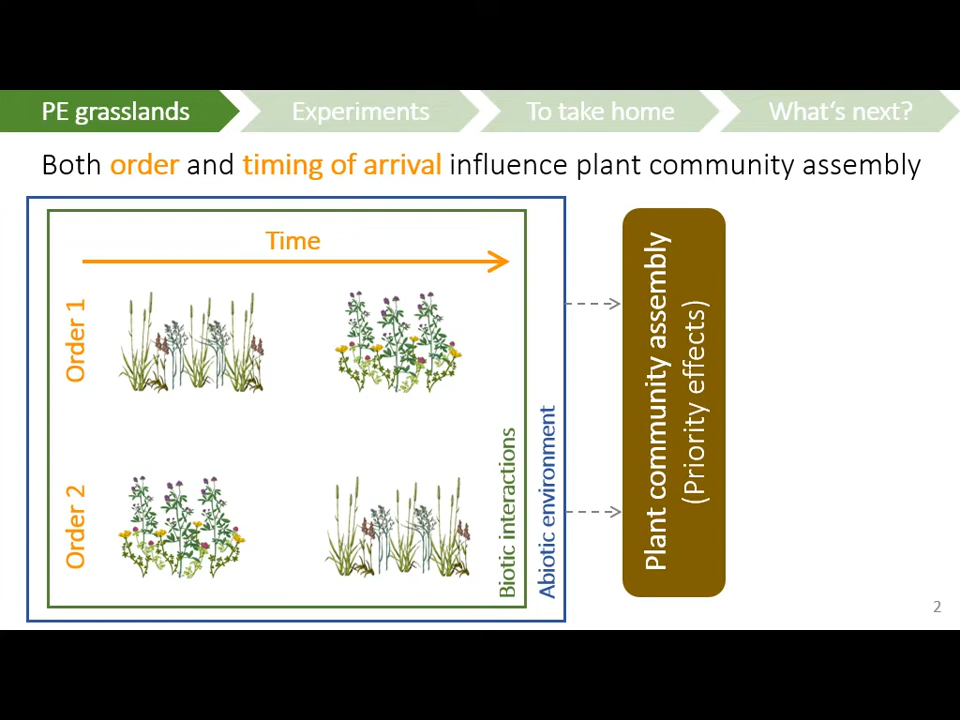 PE grasslands
Experiments
To take home
What's next?
Both order and timing of arrival influence plant community assembly
Time
Order 1
Order 2
Biotic interactions
Abiotic environment
Plant community assembly
(Priority effects)
2